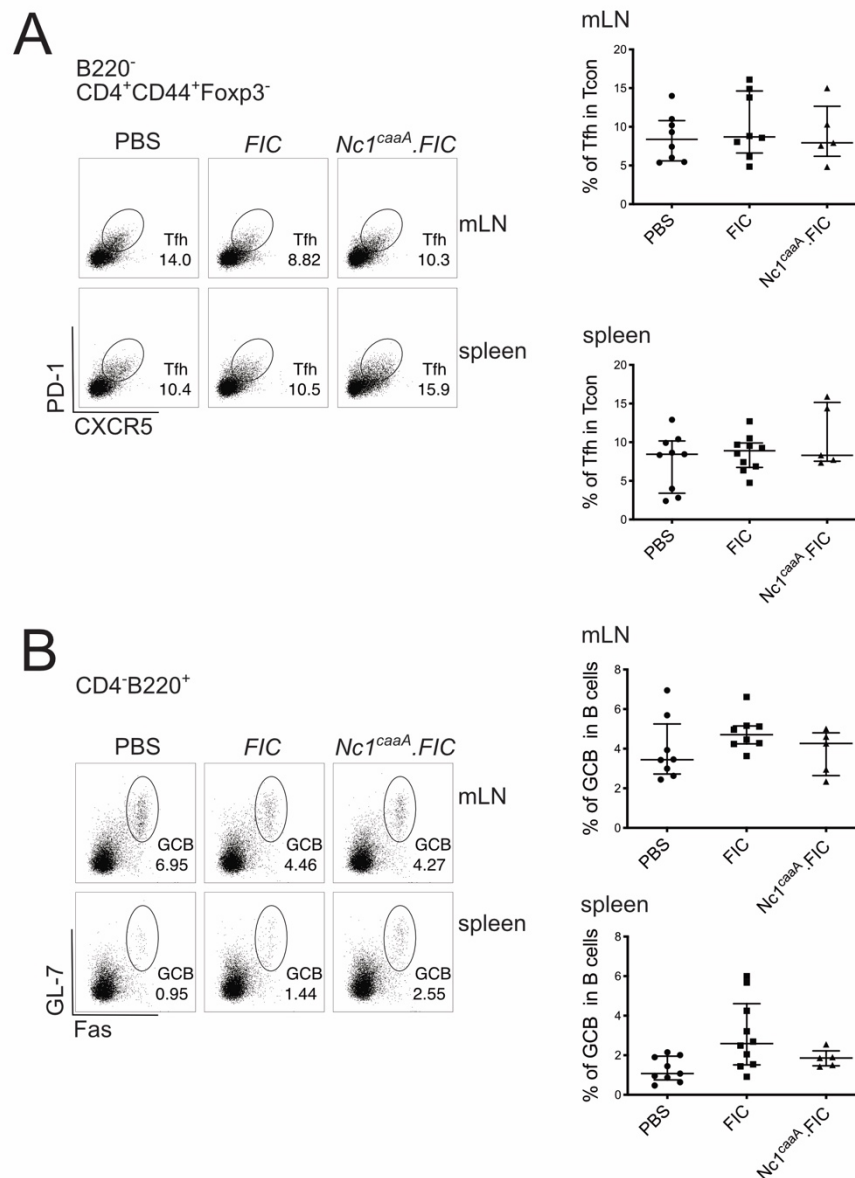 A
B220⁻
CD4⁺CD44⁺Foxp3⁻
PBS
FIC
Nc1ᶜᵃᵃᴬ.FIC
Tfh
14.0
Tfh
8.82
Tfh
10.3
mLN
Tfh
10.4
Tfh
10.5
Tfh
15.9
spleen
PD-1
CXCR5
mLN
% of Tfh in Tcon
20
15
10
5
0
PBS
FIC
Nc1ᶜᵃᵃᴬ.FIC
spleen
% of Tfh in Tcon
20
15
10
5
0
PBS
FIC
Nc1ᶜᵃᵃᴬ.FIC
B
CD4⁻B220⁺
PBS
FIC
Nc1ᶜᵃᵃᴬ.FIC
GCB
6.95
GCB
4.46
GCB
4.27
mLN
GCB
0.95
GCB
1.44
GCB
2.55
spleen
GL-7
Fas
mLN
% of GCB in B cells
8
6
4
2
0
PBS
FIC
Nc1ᶜᵃᵃᴬ.FIC
spleen
% of GCB in B cells
8
6
4
2
0
PBS
FIC
Nc1ᶜᵃᵃᴬ.FIC